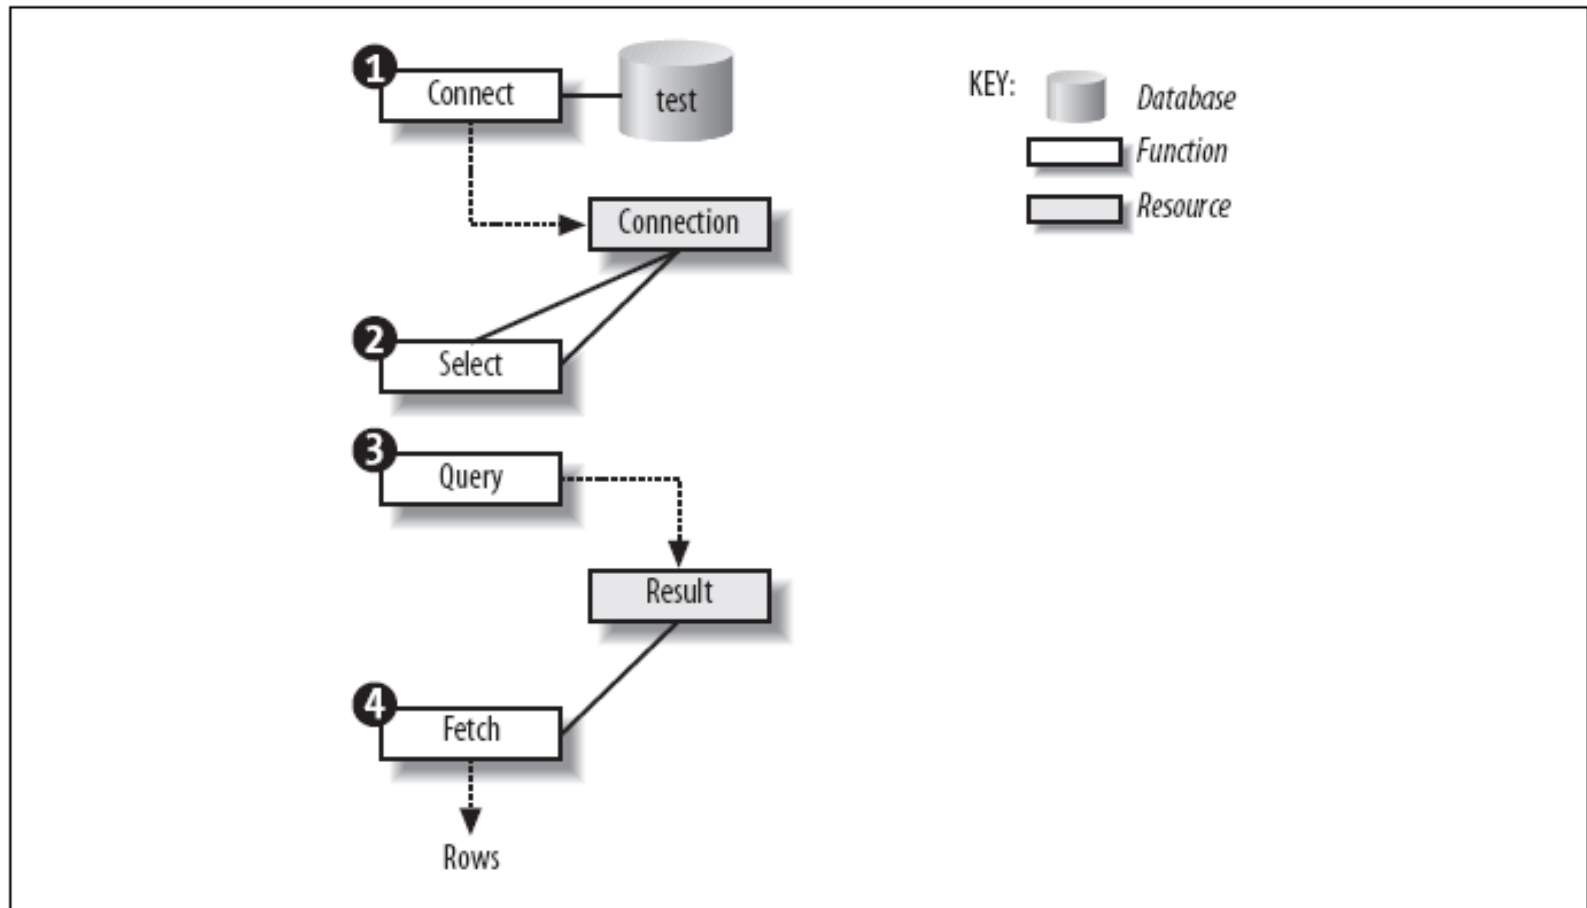 1
Connect
test
KEY:
Database
Function
Resource
Connection
2
Select
3
Query
Result
4
Fetch
Rows